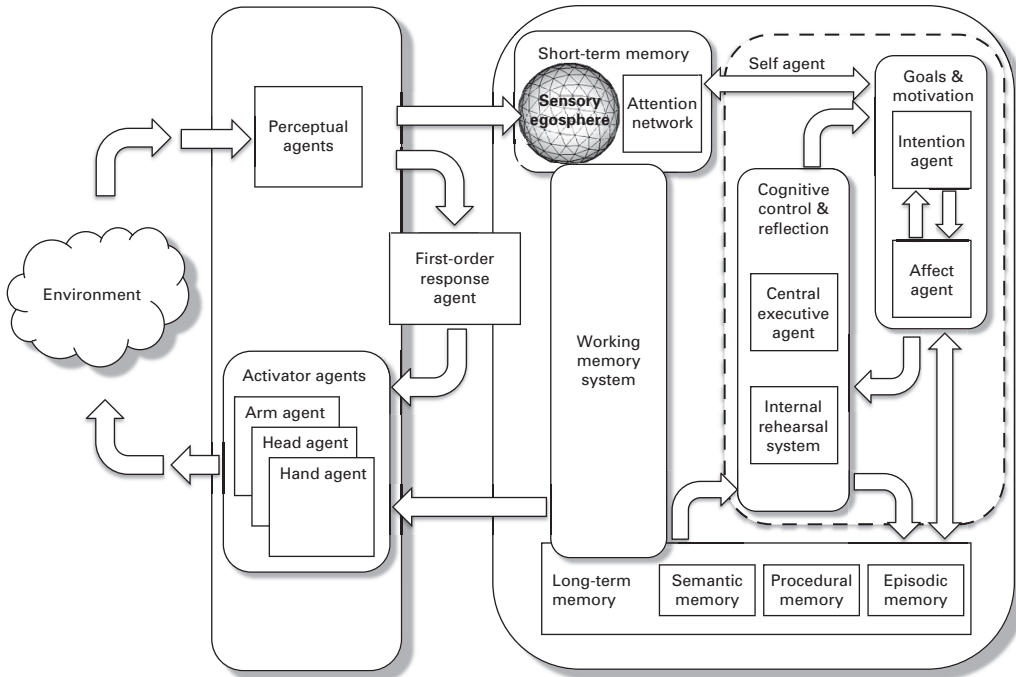 Short-term memory
Sensory
egosphere
Attention
network
Self agent
Goals &
motivation
Intention
agent
Affect
agent
Perceptual
agents
Cognitive
control &
reflection
Central
executive
agent
Internal
rehearsal
system
First-order
response
agent
Environment
Working
memory
system
Activator agents
Arm agent
Head agent
Hand agent
Long-term
memory
Semantic
memory
Procedural
memory
Episodic
memory